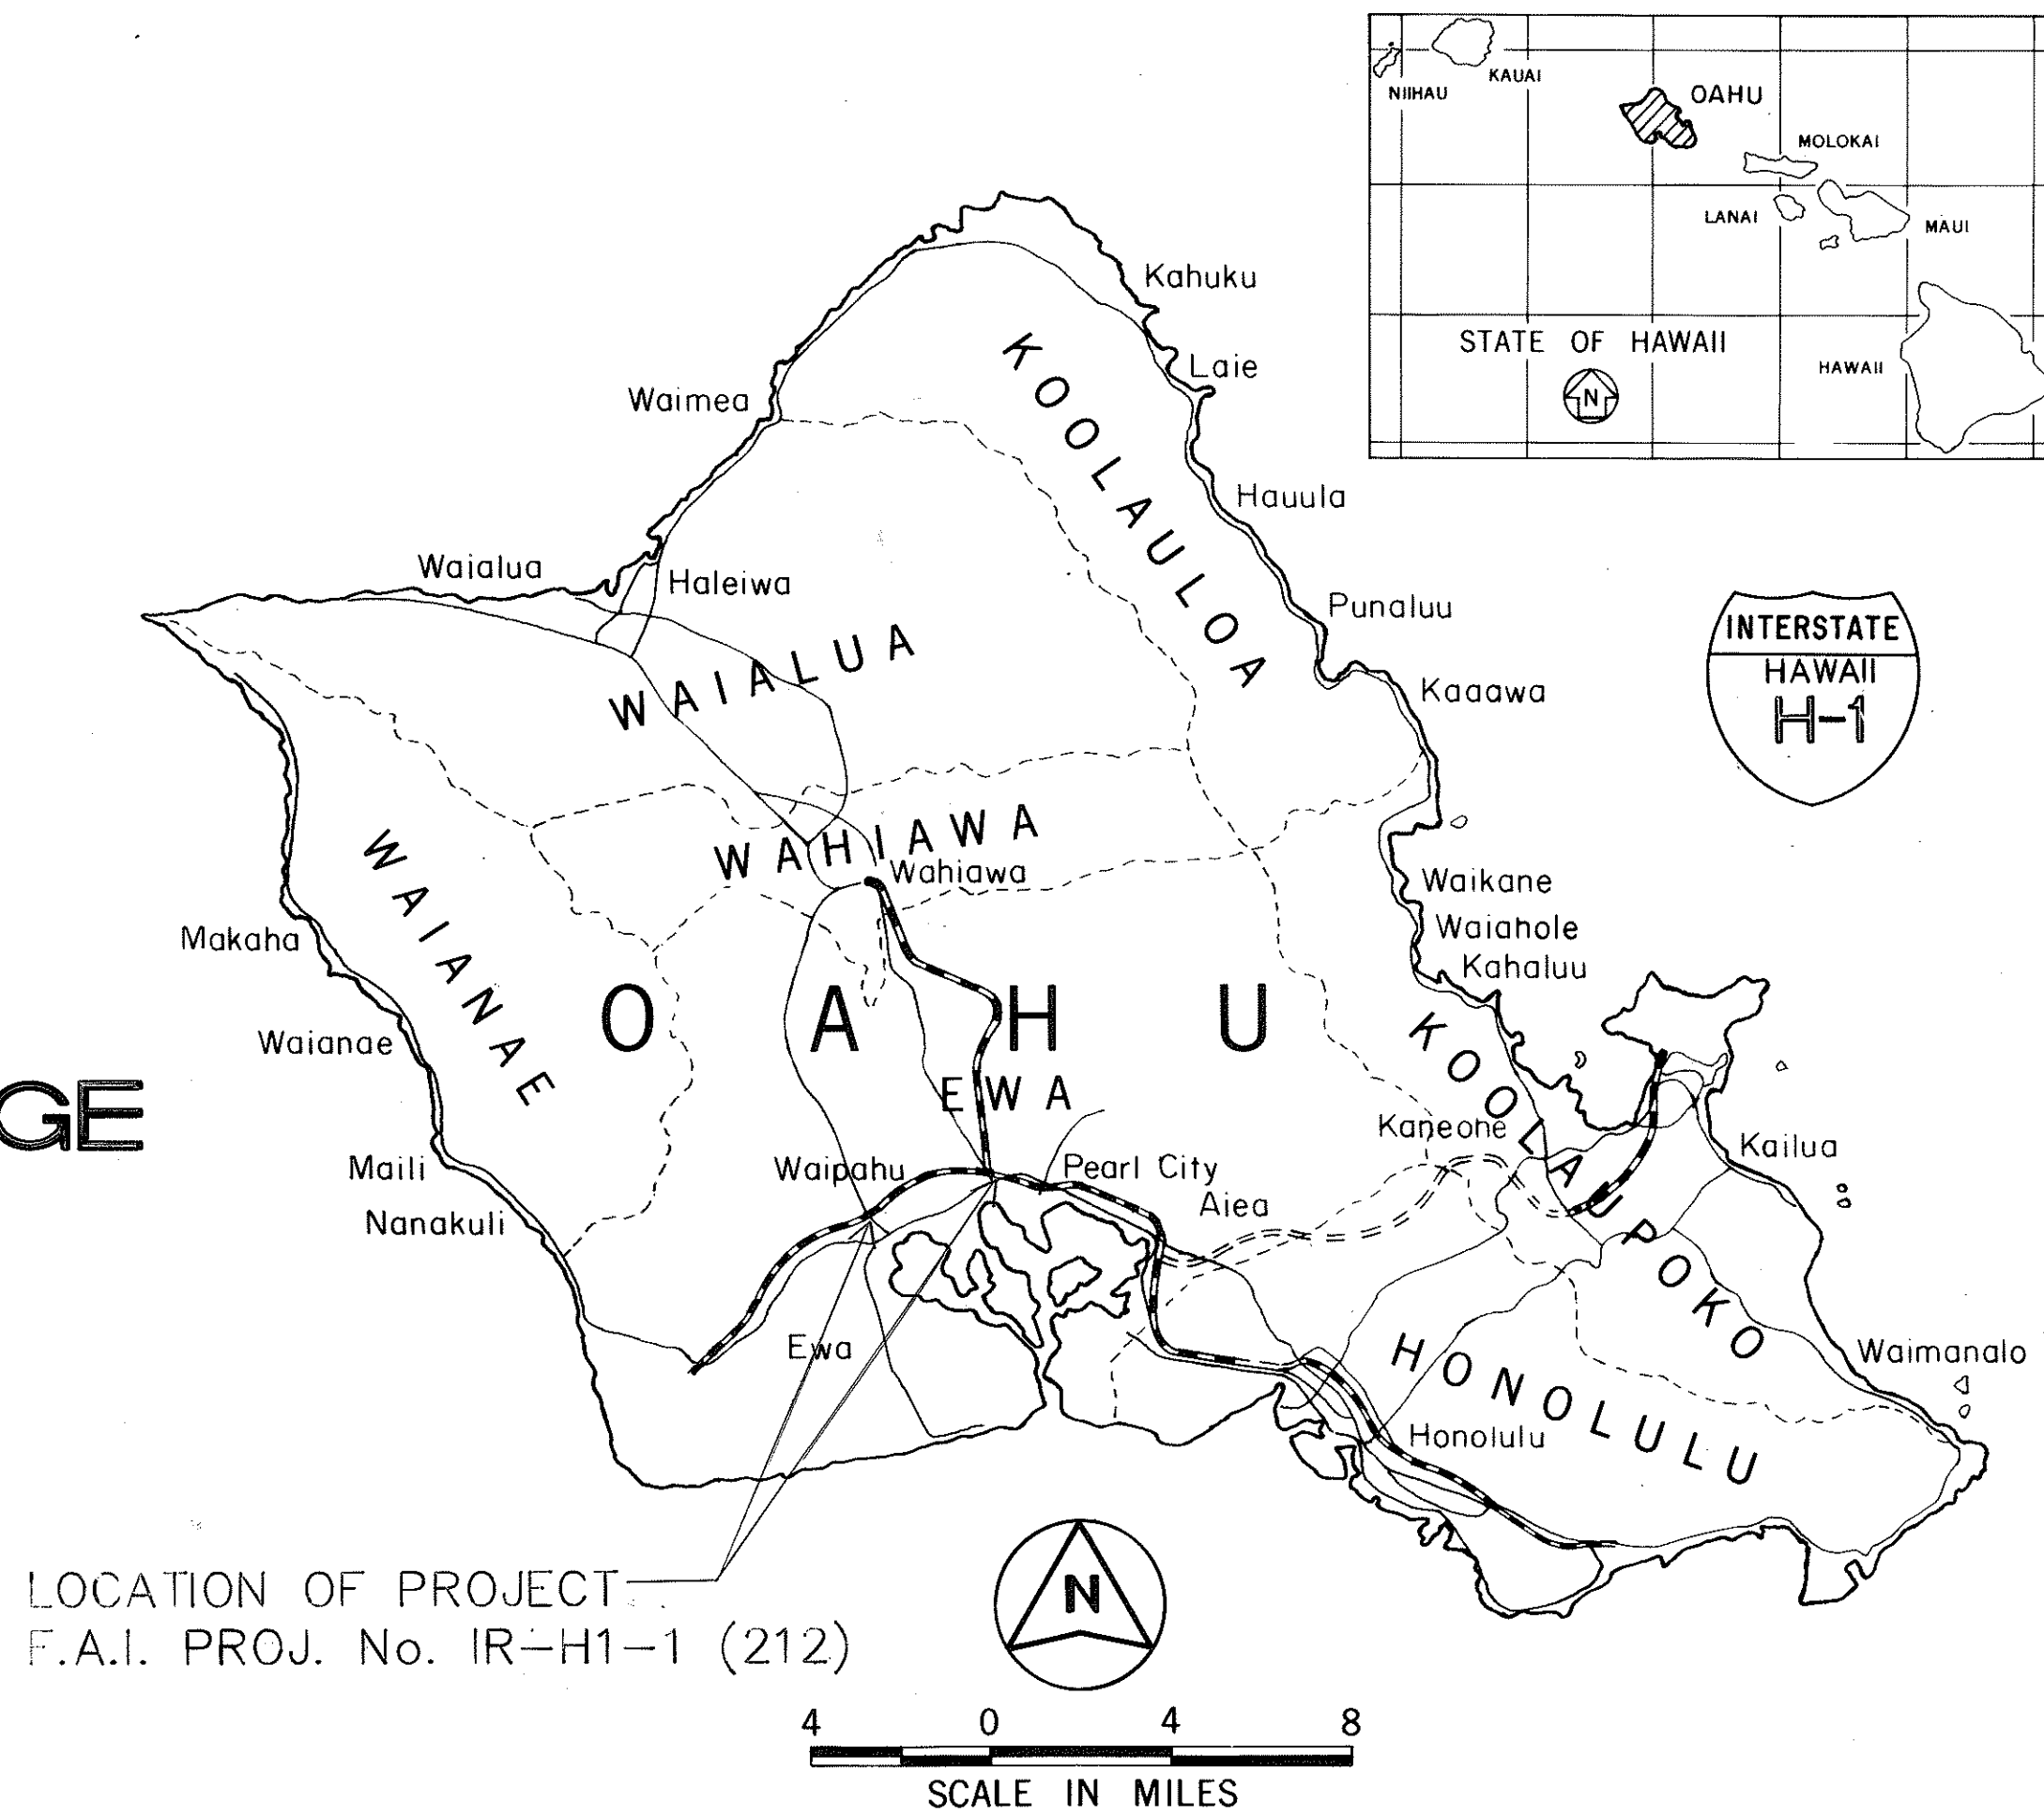 NIIHAU
KAUAI
OAHU
MOLOKAI
LANAI
MAUI
HAWAII
STATE OF HAWAII
N
Kahuku
Laie
Waimea
KOOLAULOA
Hauula
Waialua
Haleiwa
Punaluu
INTERSTATE
HAWAII
H-1
WAIALUA
Kaaawa
WAHIAWA
Wahiawa
WAIANAE
Waikane
Waiahole
Kahaluu
Makaha
OAHU
Waianae
KOOLAUPOKO
EWA
GE
Kaneohe
Kailua
Maili
Waipahu
Pearl City
Aiea
Nanakuli
Ewa
HONOLULU
Waimanalo
Honolulu
LOCATION OF PROJECT
F.A.I. PROJ. No. IR-H1-1 (212)
N
4 0 4 8
SCALE IN MILES